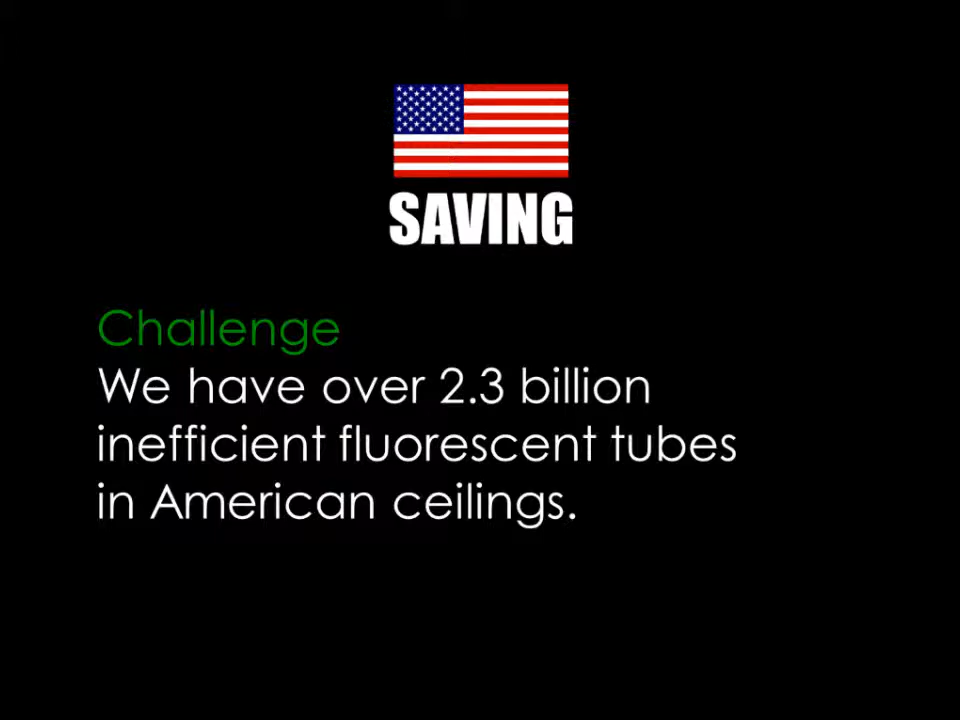 SAVING
Challenge
We have over 2.3 billion
inefficient fluorescent tubes
in American ceilings.